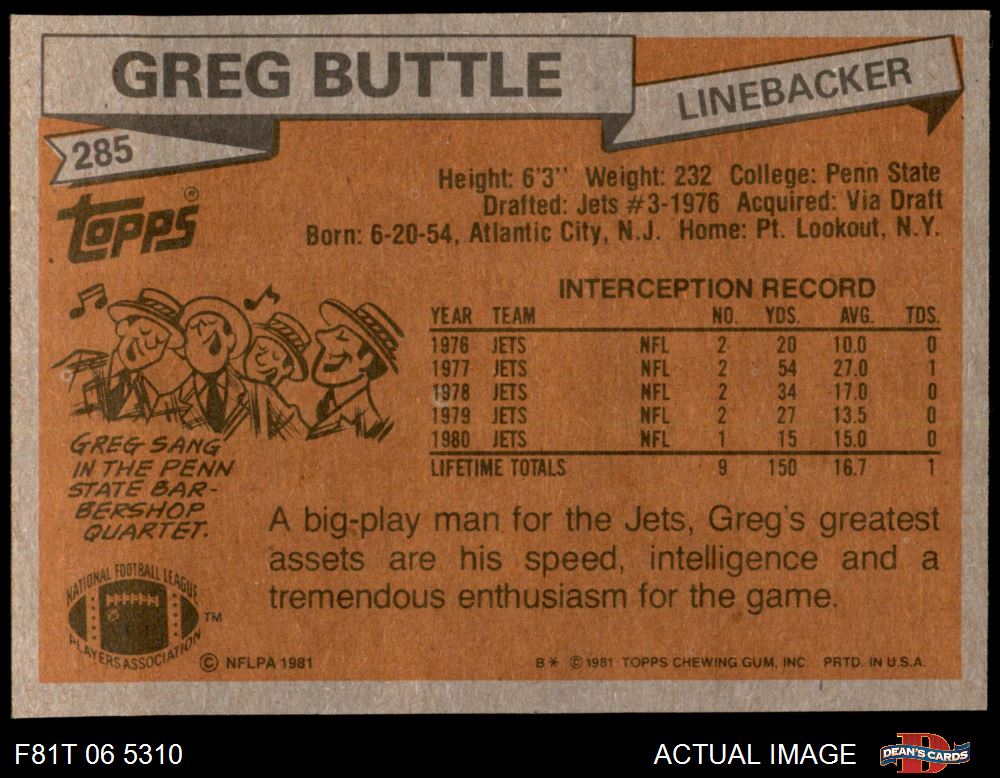 GREG BUTTLE
LINEBACKER
285
TOPPS®
Height: 6'3'' Weight: 232 College: Penn State
Drafted: Jets #3-1976 Acquired: Via Draft
Born: 6-20-54, Atlantic City, N.J. Home: Pt. Lookout, N.Y.
INTERCEPTION RECORD
YEAR TEAM NO. YDS. AVG. TDS.
1976 JETS NFL 2 20 10.0 0
1977 JETS NFL 2 54 27.0 1
1978 JETS NFL 2 34 17.0 0
1979 JETS NFL 2 27 13.5 0
1980 JETS NFL 1 15 15.0 0
LIFETIME TOTALS 9 150 16.7 1
GREG SANG
IN THE PENN
STATE BAR-
BERSHOP
QUARTET.
A big-play man for the Jets, Greg's greatest
assets are his speed, intelligence and a
tremendous enthusiasm for the game.
NATIONAL FOOTBALL LEAGUE
PLAYERS ASSOCIATION
TM
© NFLPA 1981
B* © 1981 TOPPS CHEWING GUM, INC. PRTD. IN U.S.A.
F81T 06 5310
ACTUAL IMAGE
DEAN'S CARDS